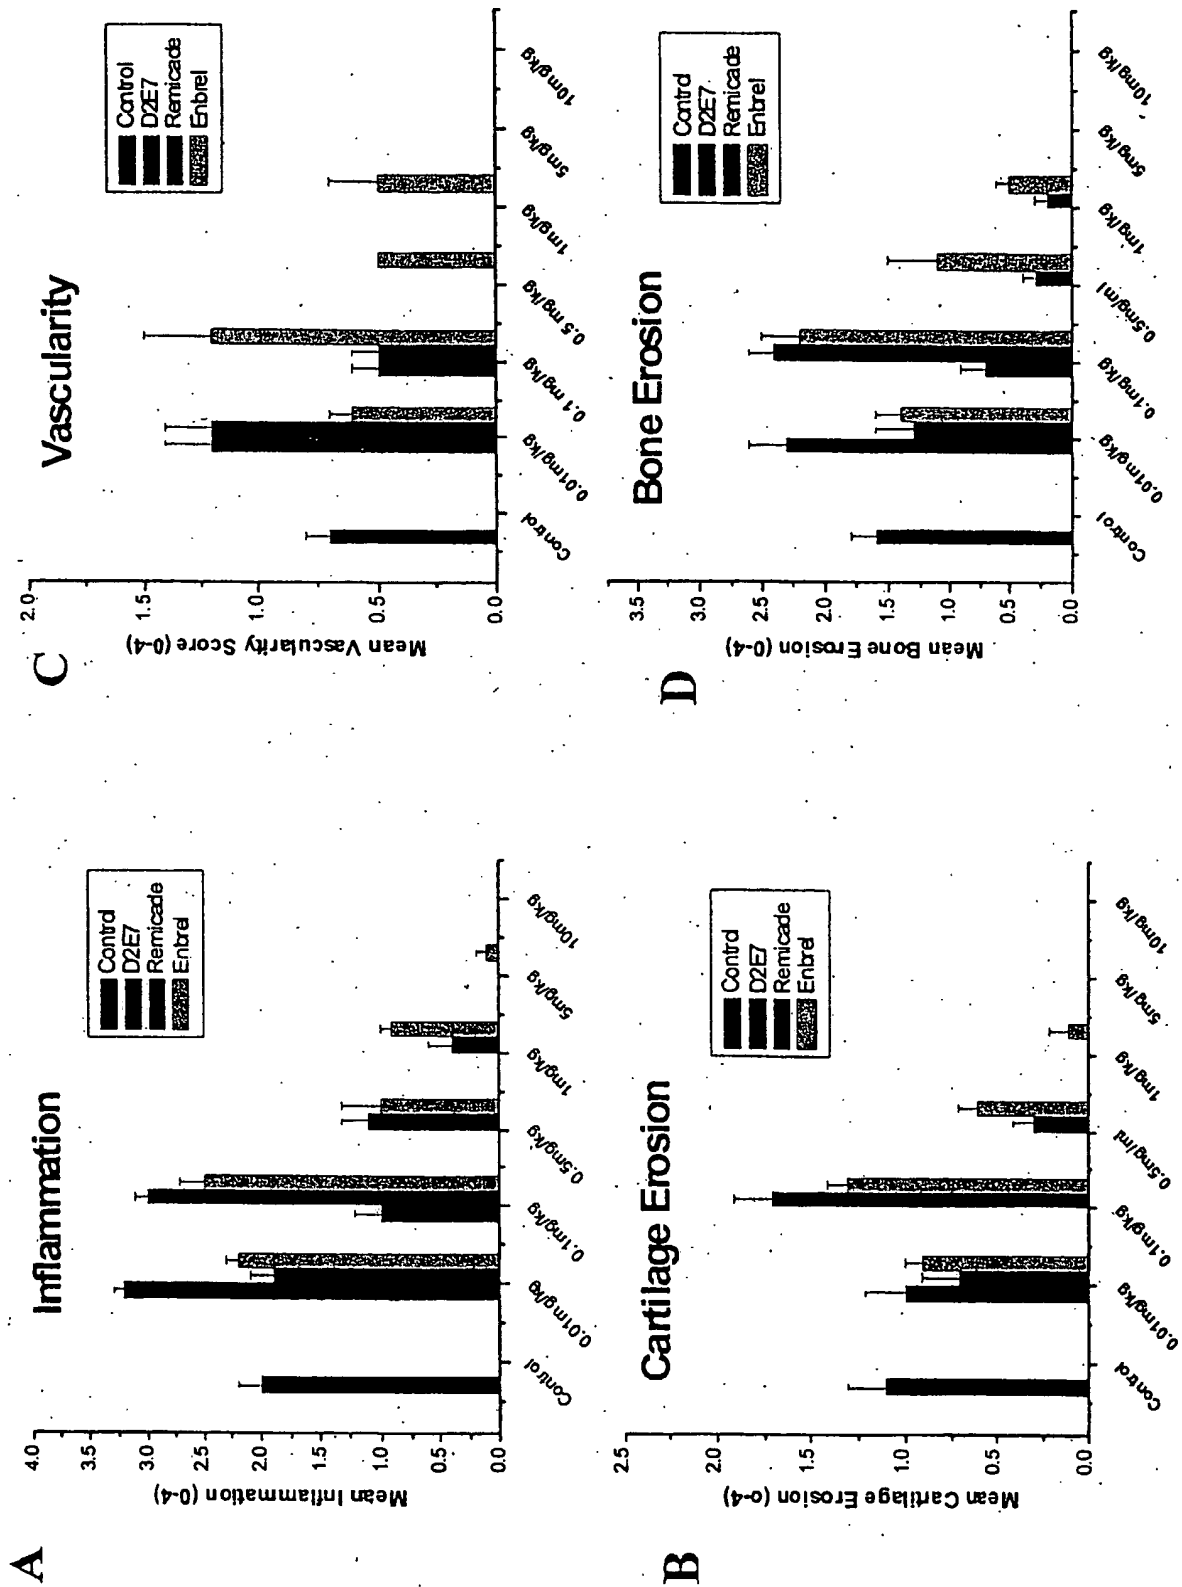 A
Inflammation
Mean Inflammation (0-4)
4.0
3.5
3.0
2.5
2.0
1.5
1.0
0.5
0.0
Control
D2E7
Remicade
Enbrel
Control
0.01mg/kg
0.1mg/kg
0.5mg/kg
1mg/kg
5mg/kg
10mg/kg
B
Cartilage Erosion
Mean Cartilage Erosion (o-4)
2.5
2.0
1.5
1.0
0.5
0.0
Control
D2E7
Remicade
Enbrel
Control
0.01mg/kg
0.1mg/kg
0.5mg/ml
1mg/kg
5mg/kg
10mg/kg
C
Vascularity
Mean Vascularity Score (0-4)
2.0
1.5
1.0
0.5
0.0
Control
D2E7
Remicade
Enbrel
Control
0.01mg/kg
0.1 mg/kg
0.5 mg/kg
1mg/kg
5mg/kg
10mg/kg
D
Bone Erosion
Mean Bone Erosion (0-4)
3.5
3.0
2.5
2.0
1.5
1.0
0.5
0.0
Control
D2E7
Remicade
Enbrel
Control
0.01mg/kg
0.1mg/kg
0.5mg/ml
1mg/kg
5mg/kg
10mg/kg